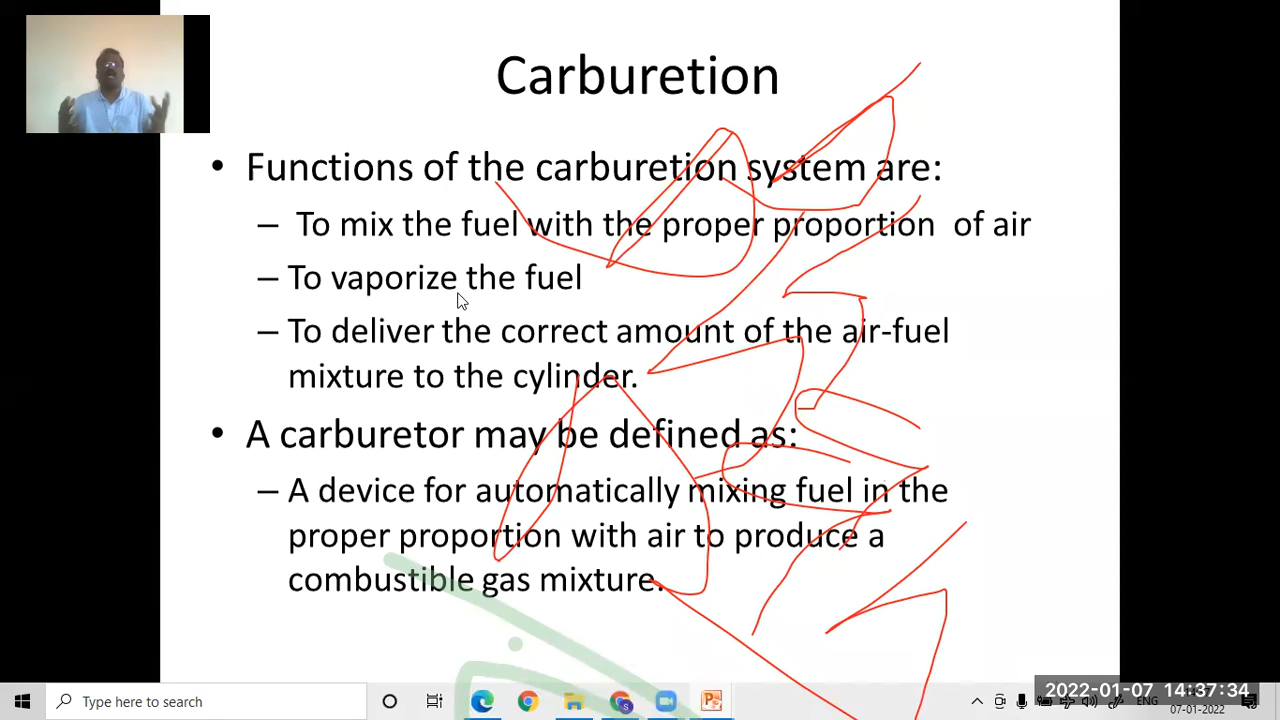 Carburetion
• Functions of the carburetion system are:
– To mix the fuel with the proper proportion of air
– To vaporize the fuel
– To deliver the correct amount of the air-fuel
mixture to the cylinder.
• A carburetor may be defined as:
– A device for automatically mixing fuel in the
proper proportion with air to produce a
combustible gas mixture.
Type here to search
ENG
2022-01-07 14:37:34
07-01-2022